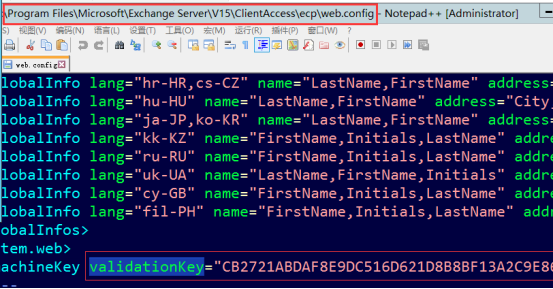 :\Program Files\Microsoft\Exchange Server\V15\ClientAccess\ecp\web.config - Notepad++ [Administrator]
S) 视图(V) 编码(N) 语言(L) 设置(T) 工具(O) 宏(M) 运行(R) 插件(P) 窗口(W) ?
web.config
lobalInfo lang="hr-HR,cs-CZ" name="LastName,FirstName" address=
lobalInfo lang="hu-HU" name="LastName,FirstName" address="City,
lobalInfo lang="ja-JP,ko-KR" name="LastName,FirstName" address=
lobalInfo lang="kk-KZ" name="FirstName,Initials,LastName" addre
lobalInfo lang="ru-RU" name="FirstName,Initials,LastName" addre
lobalInfo lang="uk-UA" name="LastName,FirstName,Initials" addre
lobalInfo lang="cy-GB" name="FirstName,Initials,LastName" addre
lobalInfo lang="fil-PH" name="FirstName,Initials,LastName" addr
obalInfos>
tem.web>
achineKey validationKey="CB2721ABDAF8E9DC516D621D8B8BF13A2C9E86